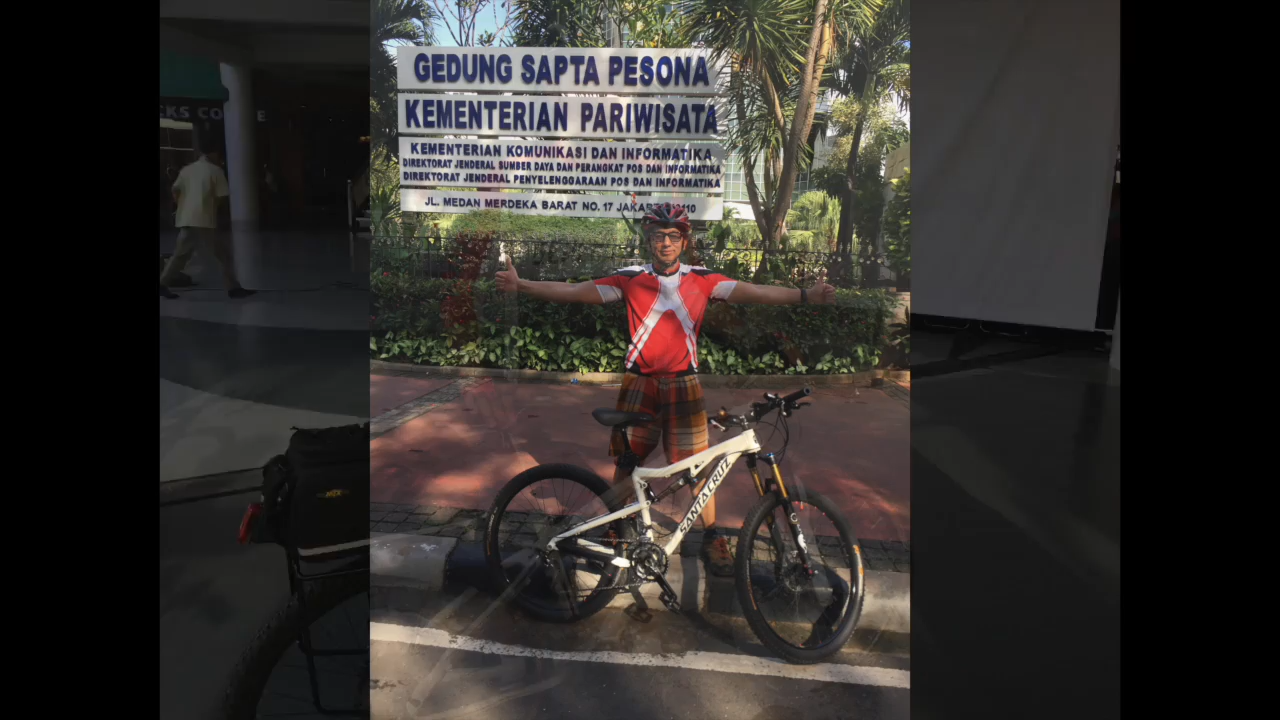 GEDUNG SAPTA PESONA
KEMENTERIAN PARIWISATA
KEMENTERIAN KOMUNIKASI DAN INFORMATIKA
DIREKTORAT JENDERAL SUMBER DAYA DAN PERANGKAT POS DAN INFORMATIKA
DIREKTORAT JENDERAL PENYELENGGARAAN POS DAN INFORMATIKA
JL. MEDAN MERDEKA BARAT NO. 17 JAKARTA
SANTA CRUZ